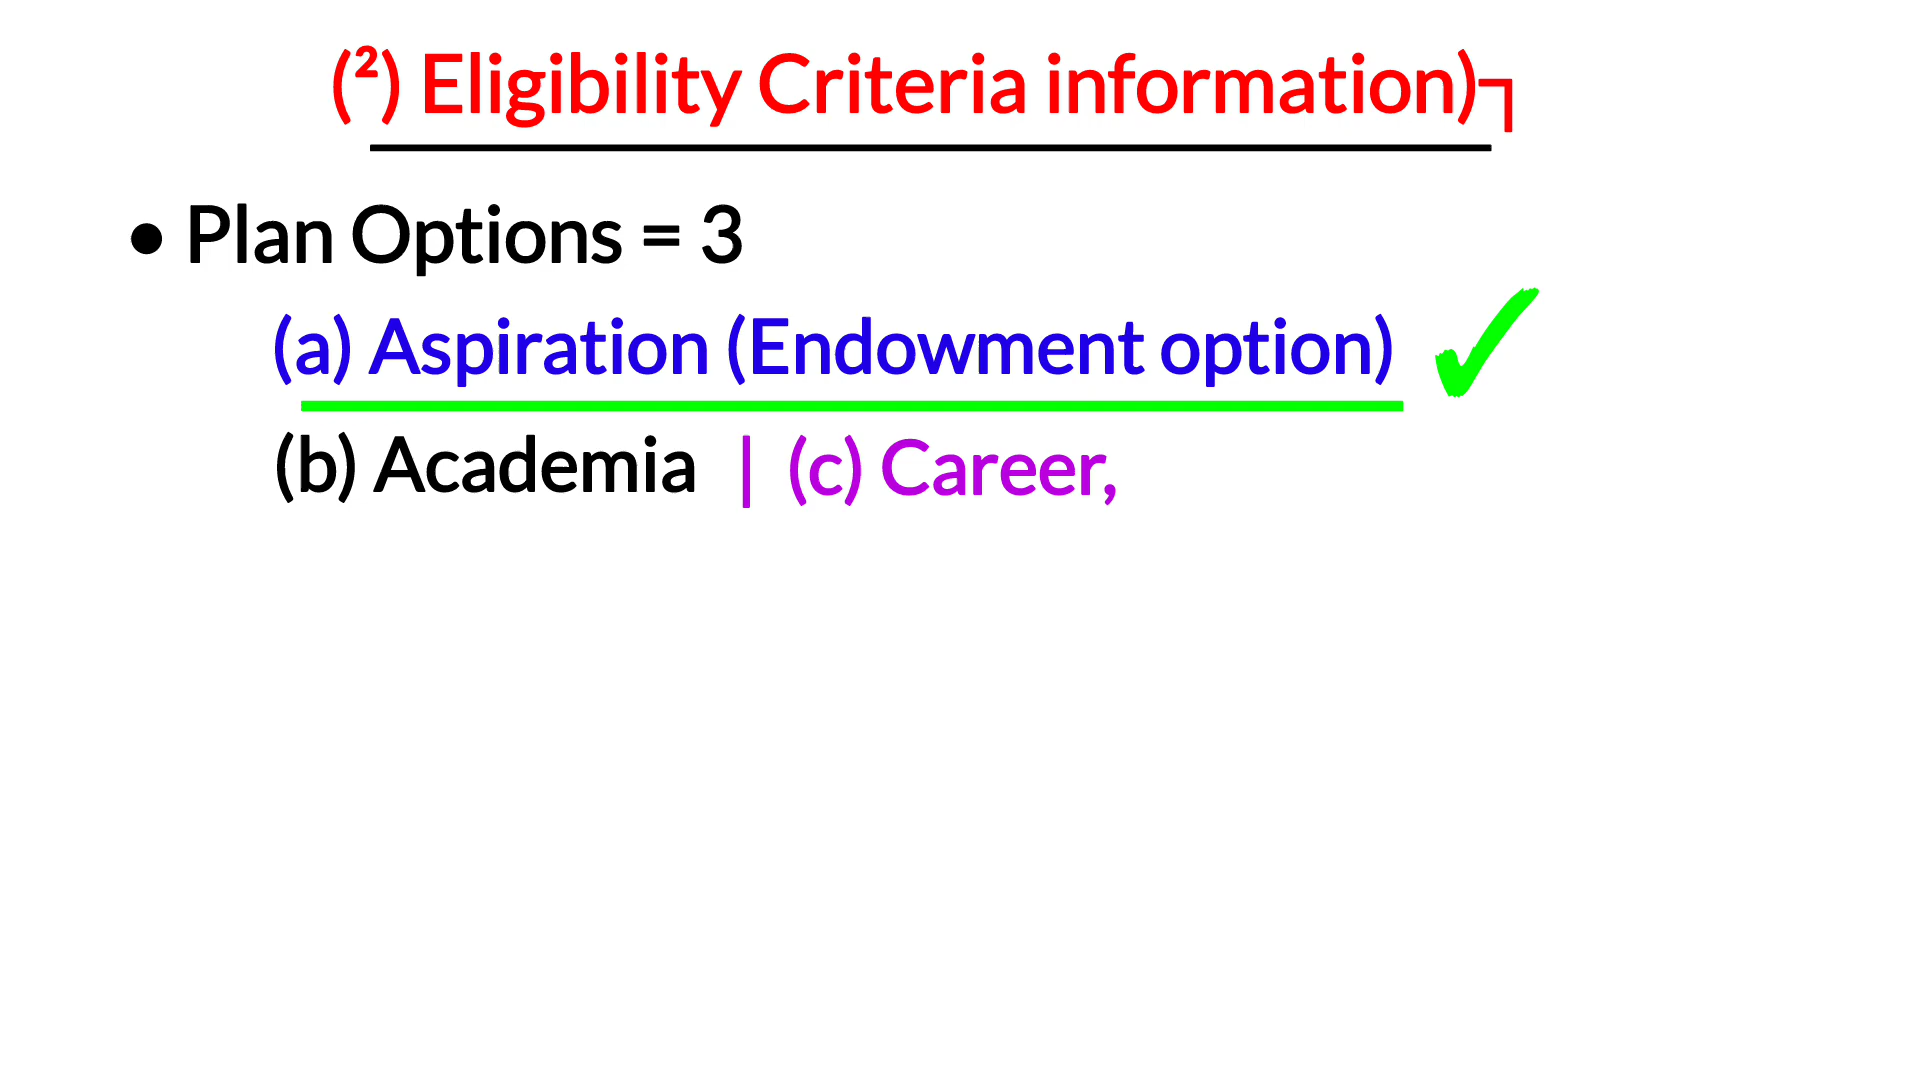 (²) Eligibility Criteria information)┐
• Plan Options = 3
(a) Aspiration (Endowment option) ✓
(b) Academia | (c) Career,